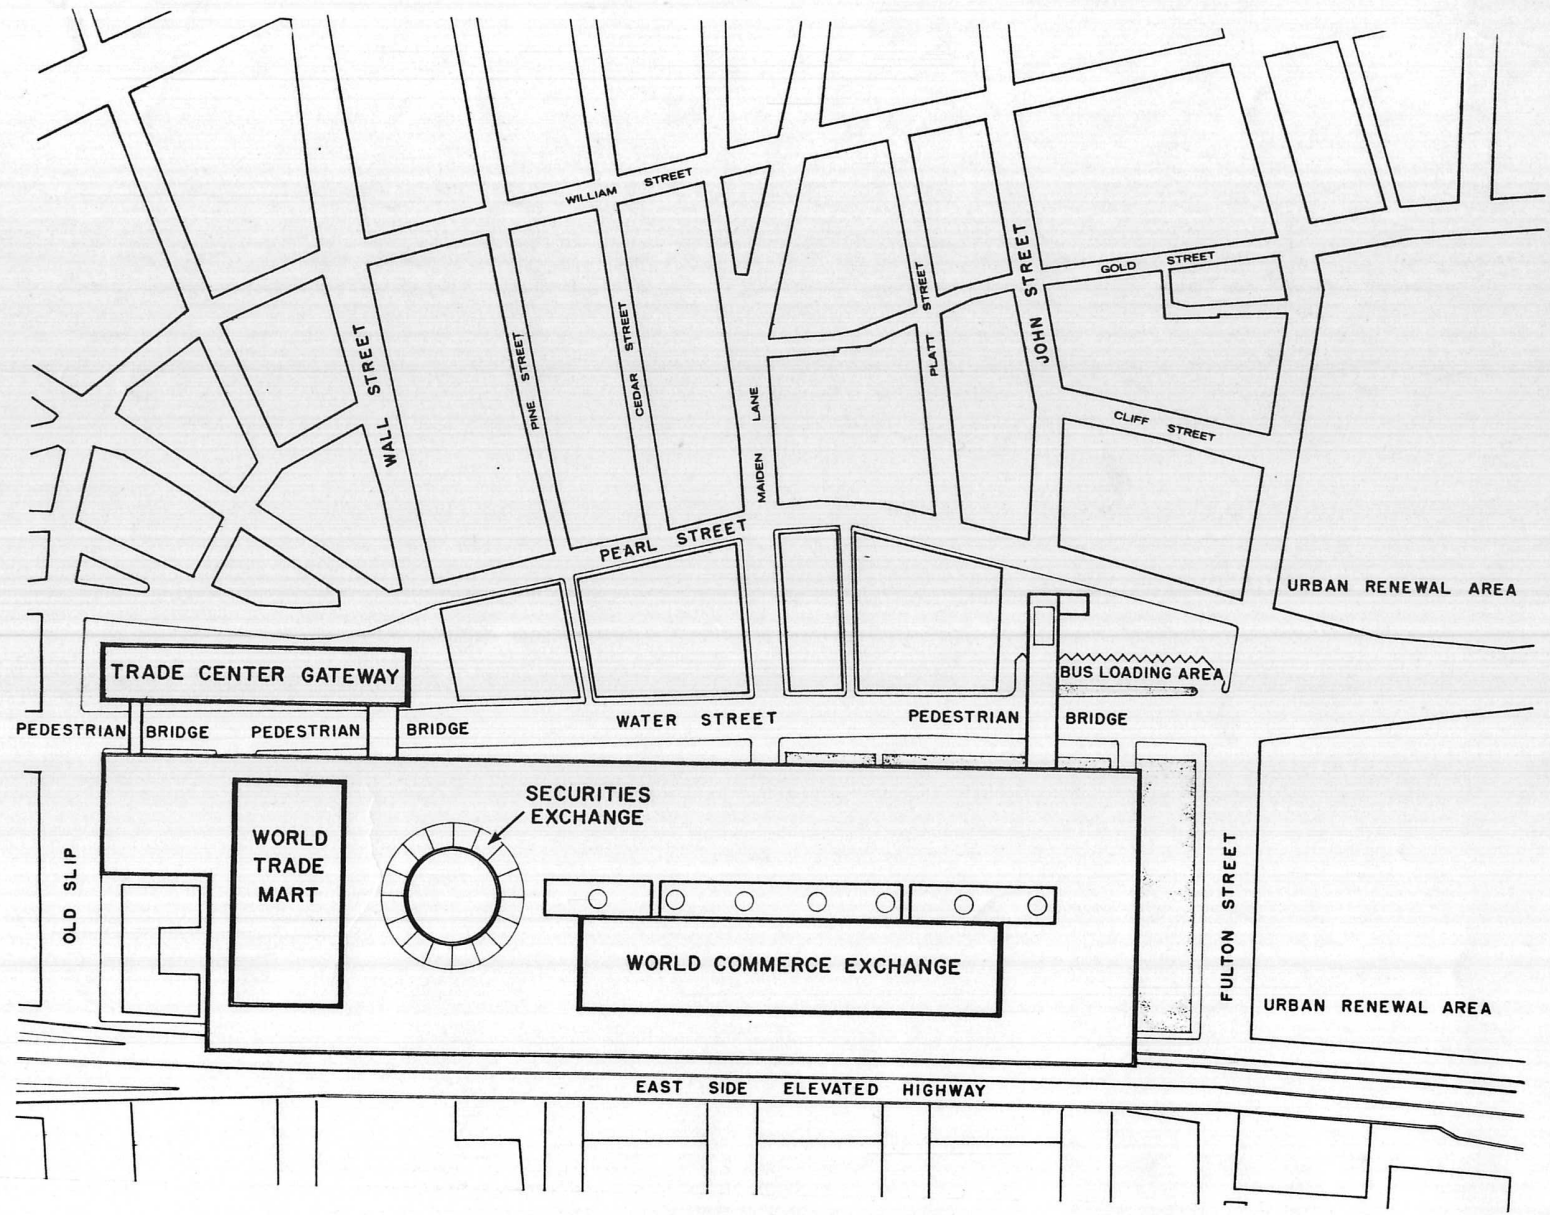 WILLIAM STREET
GOLD STREET
JOHN STREET
PLATT STREET
WALL STREET
PINE STREET
CEDAR STREET
MAIDEN LANE
CLIFF STREET
PEARL STREET
URBAN RENEWAL AREA
TRADE CENTER GATEWAY
BUS LOADING AREA
PEDESTRIAN BRIDGE
PEDESTRIAN BRIDGE
WATER STREET
PEDESTRIAN BRIDGE
SECURITIES
EXCHANGE
WORLD
TRADE
MART
OLD SLIP
FULTON STREET
WORLD COMMERCE EXCHANGE
URBAN RENEWAL AREA
EAST SIDE ELEVATED HIGHWAY